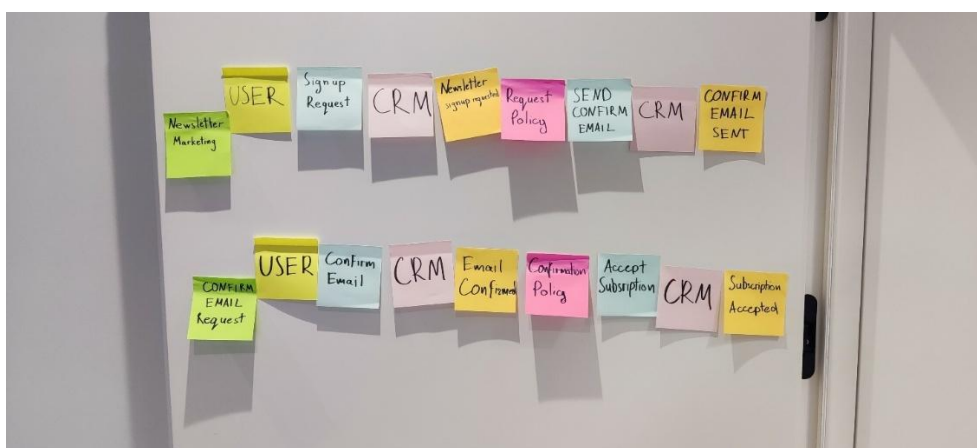 Newsletter
Marketing
USER
Sign up
Request
CRM
Newsletter
signup requested
Request
Policy
SEND
CONFIRM
EMAIL
CRM
CONFIRM
EMAIL
SENT
CONFIRM
EMAIL
Request
USER
Confirm
Email
CRM
Email
Confirmed
Confirmation
Policy
Accept
Subsription
CRM
Subscription
Accepted